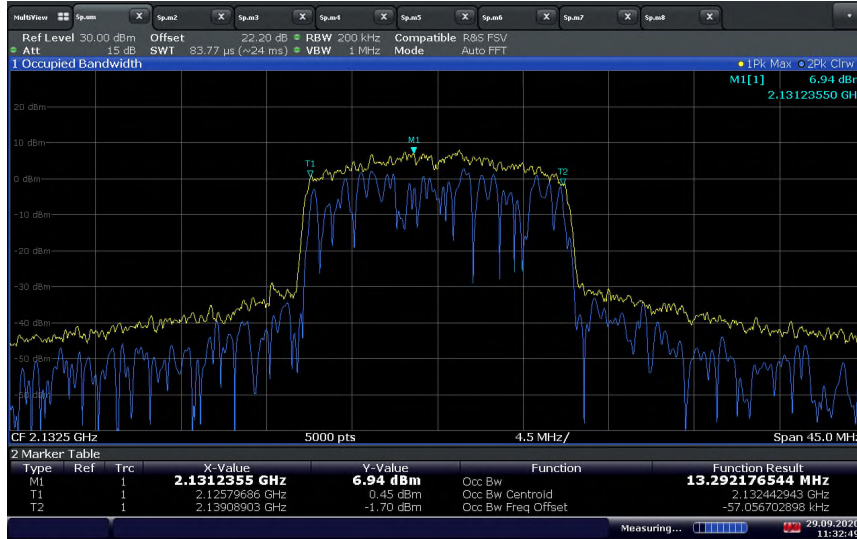 MultiView Sp.um X Sp.m2 X Sp.m3 X Sp.m4 X Sp.m5 X Sp.m6 X Sp.m7 X Sp.m8 X
Ref Level 30.00 dBm Offset 22.20 dB RBW 200 kHz Compatible R&S FSV
Att 15 dB SWT 83.77 µs (~24 ms) VBW 1 MHz Mode Auto FFT
1 Occupied Bandwidth 1Pk Max 2Pk Clrw
M1[1] 6.94 dBm
2.13123550 GH
20 dBm
10 dBm
M1
T1
T2
0 dBm
-10 dBm
-20 dBm
-30 dBm
-40 dBm
-50 dBm
CF 2.1325 GHz 5000 pts 4.5 MHz/ Span 45.0 MHz
2 Marker Table
Type Ref Trc X-Value Y-Value Function Function Result
M1 1 2.1312355 GHz 6.94 dBm Occ Bw 13.292176544 MHz
T1 1 2.12579686 GHz 0.45 dBm Occ Bw Centroid 2.132442943 GHz
T2 1 2.13908903 GHz -1.70 dBm Occ Bw Freq Offset -57.056702898 kHz
Measuring... 29.09.2020
11:32:49